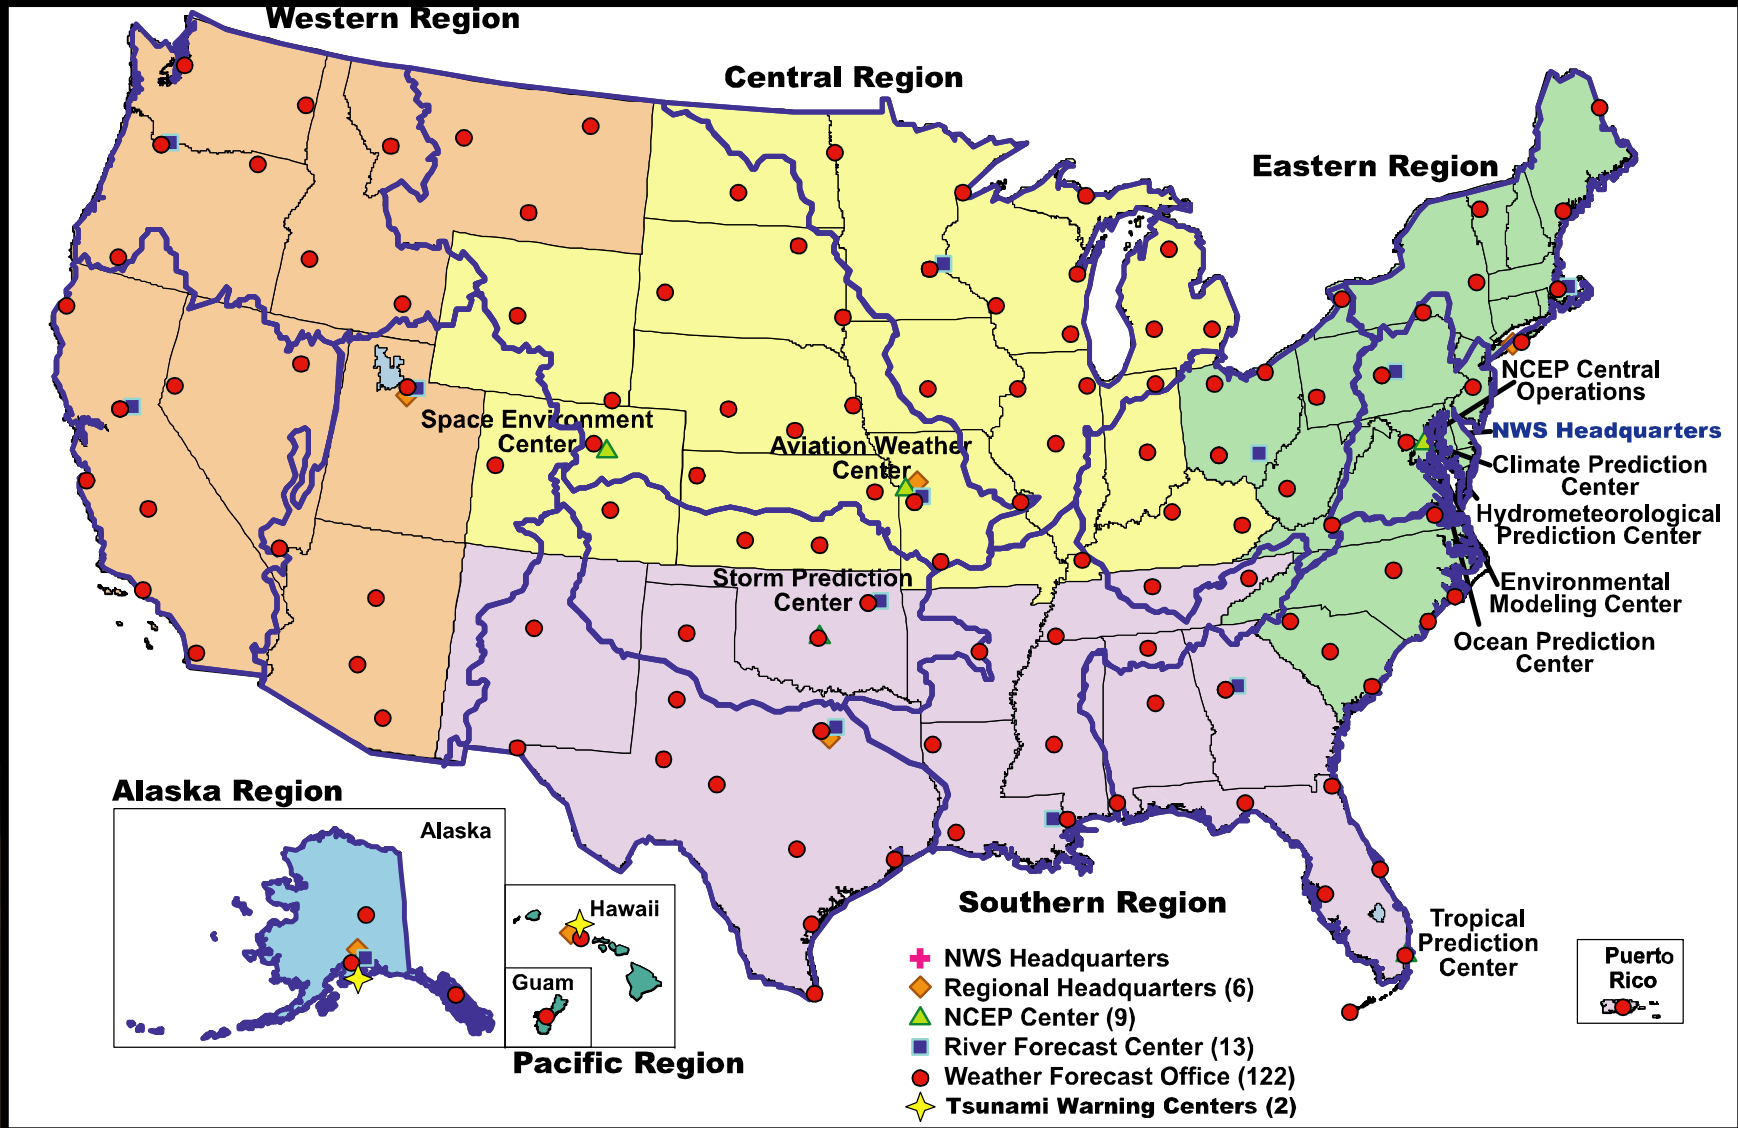 Western Region
Central Region
Eastern Region
NCEP Central
Operations
NWS Headquarters
Climate Prediction
Center
Hydrometeorological
Prediction Center
Environmental
Modeling Center
Ocean Prediction
Center
Space Environment
Center
Aviation Weather
Center
Storm Prediction
Center
Alaska Region
Alaska
Hawaii
Guam
Pacific Region
Southern Region
Tropical
Prediction
Center
Puerto
Rico
NWS Headquarters
Regional Headquarters (6)
NCEP Center (9)
River Forecast Center (13)
Weather Forecast Office (122)
Tsunami Warning Centers (2)